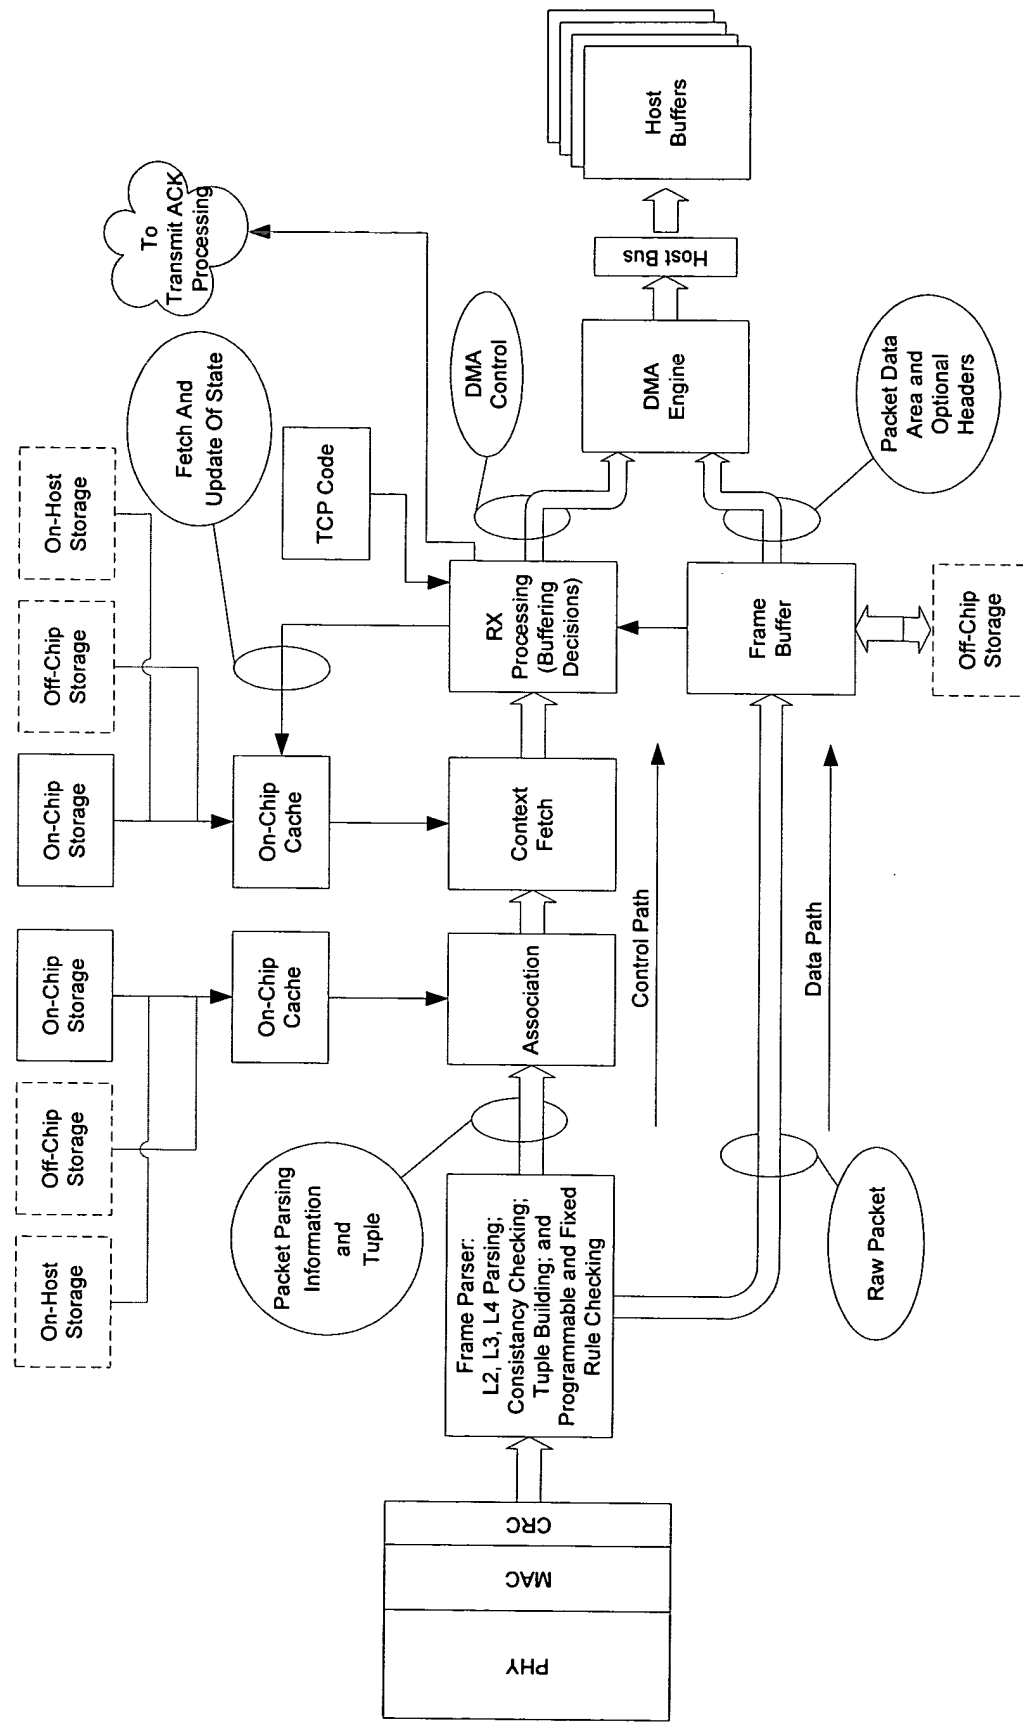 On-Host
Storage
Off-Chip
Storage
On-Chip
Storage
On-Chip
Storage
Off-Chip
Storage
On-Host
Storage
Fetch And
Update Of State
To
Transmit ACK
Processing
On-Chip
Cache
On-Chip
Cache
TCP Code
Packet Parsing
Information
and
Tuple
DMA
Control
PHY
MAC
CRC
Frame Parser:
L2, L3, L4 Parsing;
Consistancy Checking;
Tuple Building; and
Programmable and Fixed
Rule Checking
Association
Context
Fetch
RX
Processing
(Buffering
Decisions)
DMA
Engine
Host Bus
Host
Buffers
Control Path
Data Path
Frame
Buffer
Raw Packet
Packet Data
Area and
Optional
Headers
Off-Chip
Storage